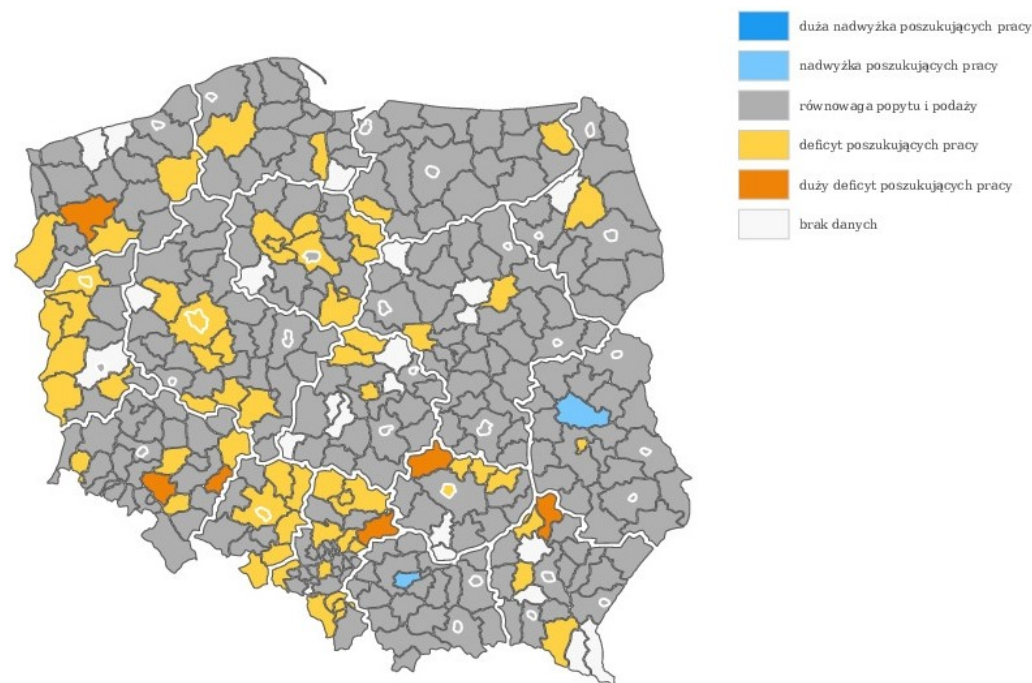 duża nadwyżka poszukujących pracy
nadwyżka poszukujących pracy
równowaga popytu i podaży
deficyt poszukujących pracy
duży deficyt poszukujących pracy
brak danych